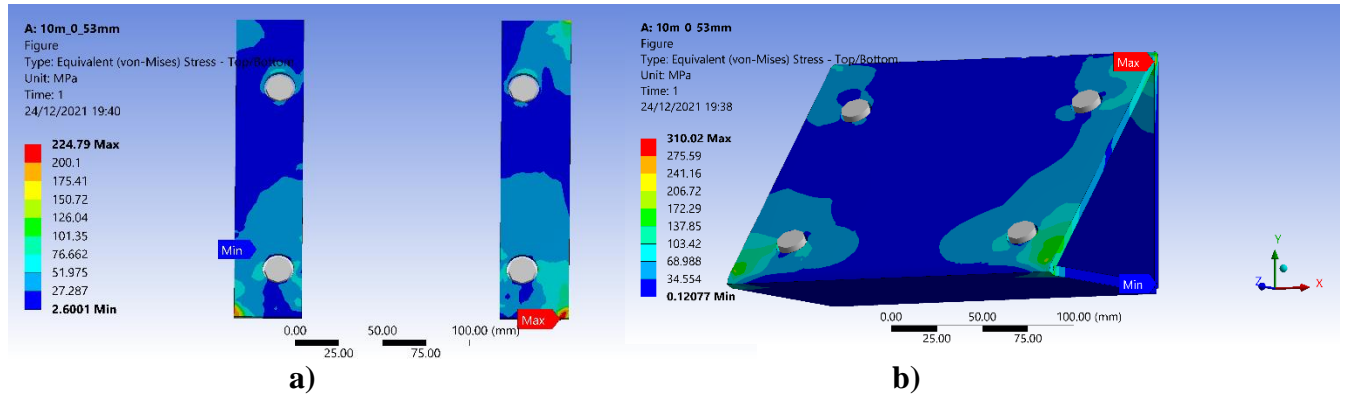 A: 10m_0_53mm
Figure
Type: Equivalent (von-Mises) Stress - Top/Bottom
Unit: MPa
Time: 1
24/12/2021 19:40
224.79 Max
200.1
175.41
150.72
126.04
101.35
76.662
51.975
27.287
2.6001 Min
Min
Max
0.00 50.00 100.00 (mm)
25.00 75.00
a)
A: 10m_0_53mm
Figure
Type: Equivalent (von-Mises) Stress - Top/Bottom
Unit: MPa
Time: 1
24/12/2021 19:38
310.02 Max
275.59
241.16
206.72
172.29
137.85
103.42
68.988
34.554
0.12077 Min
Max
Min
0.00 50.00 100.00 (mm)
25.00 75.00
Y
Z X
b)